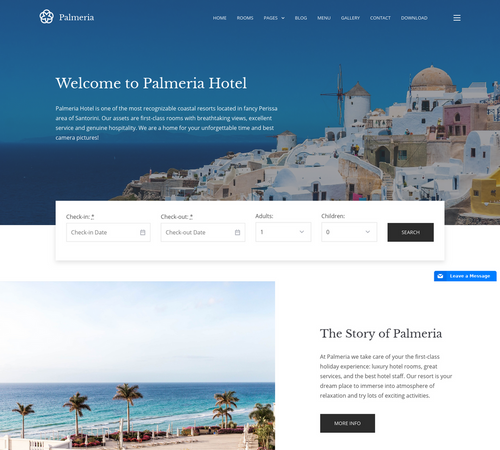 Palmeria
HOME ROOMS PAGES BLOG MENU GALLERY CONTACT DOWNLOAD
Welcome to Palmeria Hotel
Palmeria Hotel is one of the most recognizable coastal resorts located in fancy Perissa
area of Santorini. Our assets are first-class rooms with breathtaking views, excellent
service and genuine hospitality. We are a home for your unforgettable time and best
camera pictures!
Check-in: * Check-out: * Adults: Children:
Check-in Date Check-out Date 1 0 SEARCH
Leave a Message
The Story of Palmeria
At Palmeria we take care of your the first-class
holiday experience: luxury hotel rooms, great
services, and the best hotel staff. Our resort is your
dream place to immerse into atmosphere of
relaxation and try lots of exciting activities.
MORE INFO